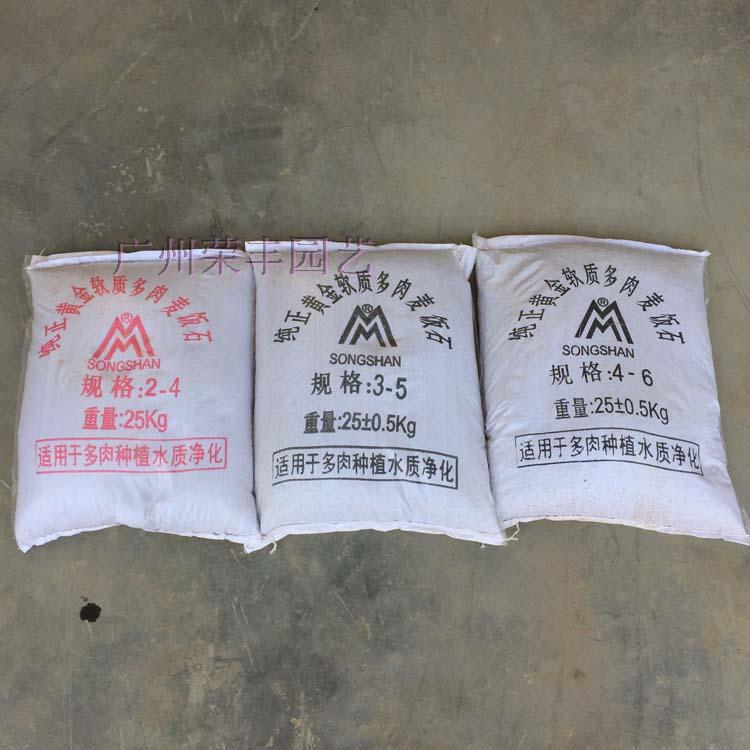 广州荣丰园艺
纯正黄金软质多肉麦饭石
®
SONGSHAN
规格:2-4
重量:25Kg
适用于多肉种植水质净化
纯正黄金软质多肉麦饭石
®
SONGSHAN
规格:3-5
重量:25±0.5Kg
适用于多肉种植水质净化
纯正黄金软质多肉麦饭石
®
SONGSHAN
规格:4-6
重量:25±0.5Kg
适用于多肉种植水质净化